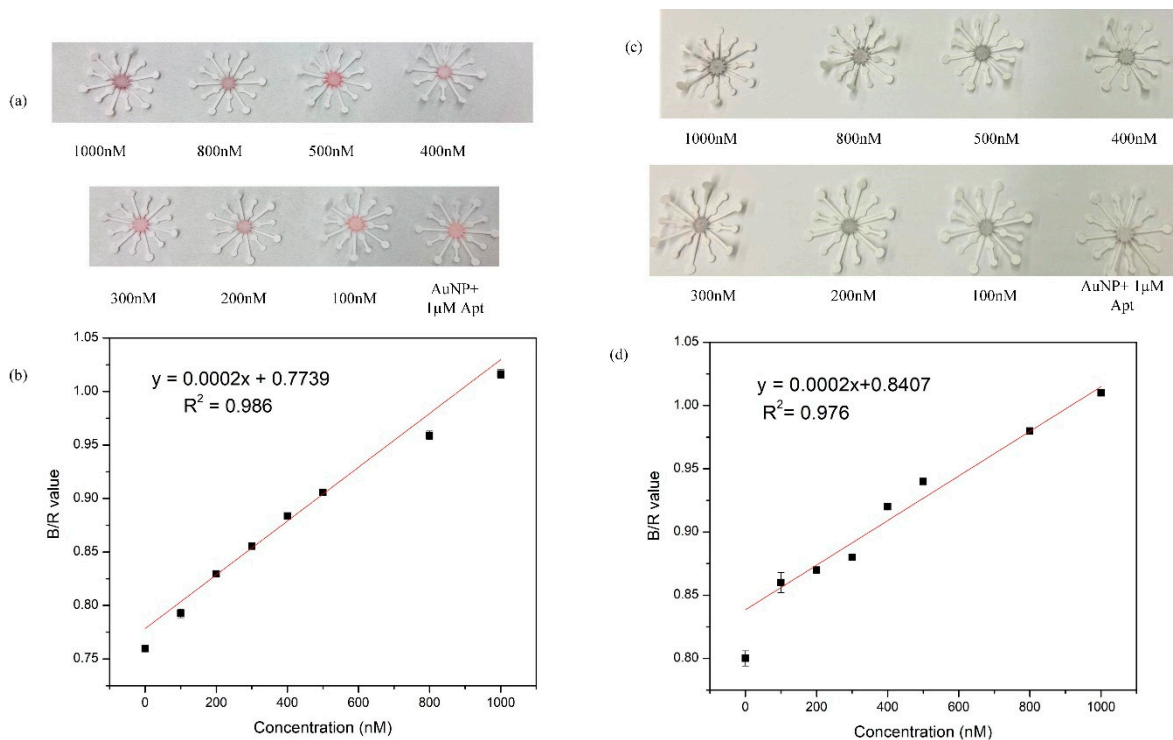 (a)
1000nM 800nM 500nM 400nM
300nM 200nM 100nM AuNP+
1µM Apt
(b)
y = 0.0002x + 0.7739
R² = 0.986
B/R value
1.05
1.00
0.95
0.90
0.85
0.80
0.75
0 200 400 600 800 1000
Concentration (nM)
(c)
1000nM 800nM 500nM 400nM
300nM 200nM 100nM AuNP+ 1µM
Apt
(d)
y = 0.0002x+0.8407
R²= 0.976
B/R value
1.05
1.00
0.95
0.90
0.85
0.80
0 200 400 600 800 1000
Concentration (nM)